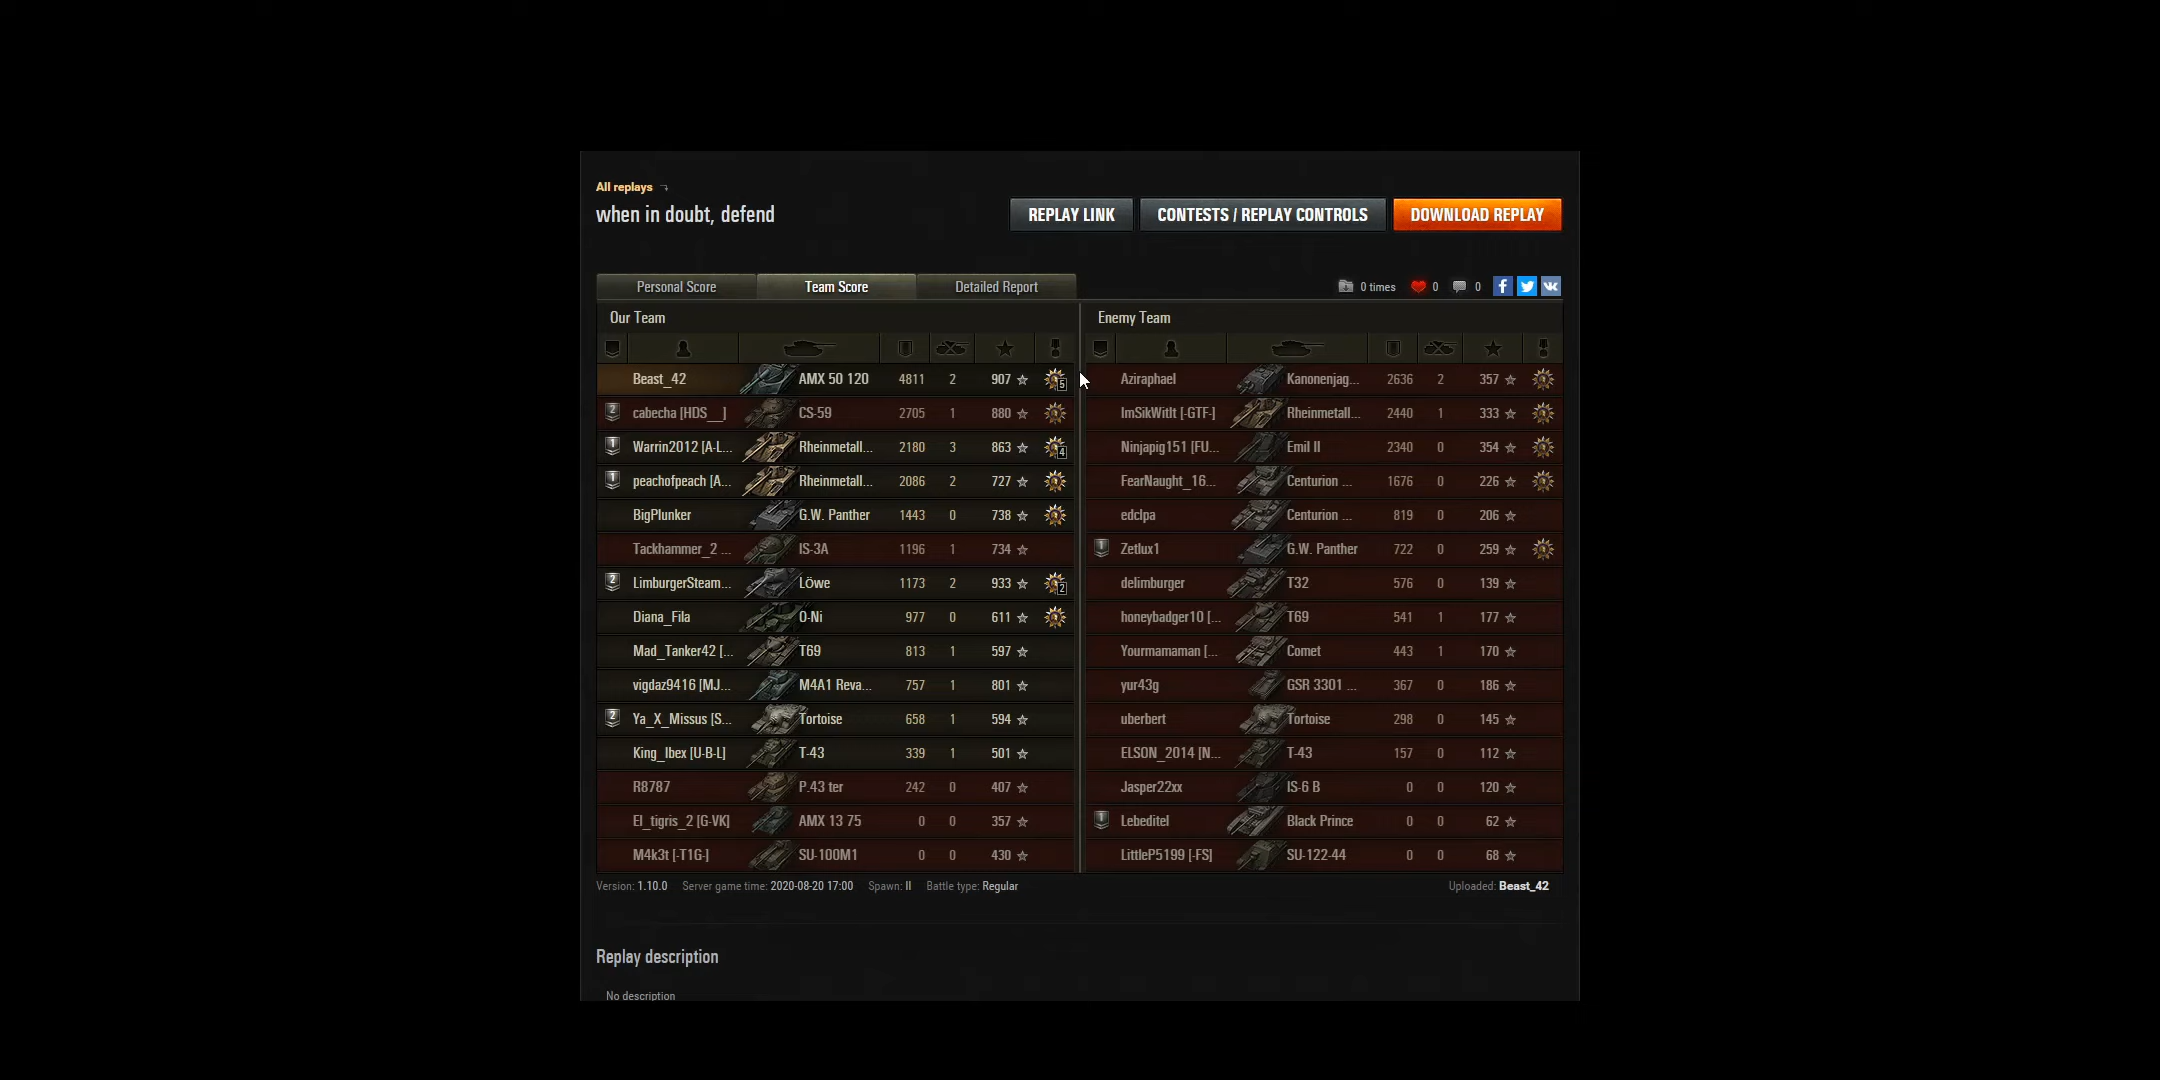 All replays
when in doubt, defend
REPLAY LINK
CONTESTS / REPLAY CONTROLS
DOWNLOAD REPLAY
Personal Score
Team Score
Detailed Report
0 times
0
0
Our Team
Enemy Team
Beast_42 AMX 50 120 4811 2 907 5
Aziraphael Kanonenjag... 2636 2 357
2 cabecha [HDS__] CS-59 2705 1 880
ImSikWitIt [-GTF-] Rheinmetall... 2440 1 333
1 Warrin2012 [A-L... Rheinmetall... 2180 3 863 4
Ninjapig151 [FU... Emil II 2340 0 354
1 peachofpeach [A... Rheinmetall... 2086 2 727
FearNaught_16... Centurion ... 1676 0 226
BigPlunker G.W. Panther 1443 0 738
edclpa Centurion ... 819 0 206
Tackhammer_2 ... IS-3A 1196 1 734
1 Zetlux1 G.W. Panther 722 0 259
2 LimburgerSteam... Löwe 1173 2 933 2
delimburger T32 576 0 139
Diana_Fila O-Ni 977 0 611
honeybadger10 [... T69 541 1 177
Mad_Tanker42 [... T69 813 1 597
Yourmamaman [... Comet 443 1 170
vigdaz9416 [MJ... M4A1 Reva... 757 1 801
yur43g GSR 3301 ... 367 0 186
2 Ya_X_Missus [S... Tortoise 658 1 594
uberbert Tortoise 298 0 145
King_Ibex [U-B-L] T-43 339 1 501
ELSON_2014 [N... T-43 157 0 112
R8787 P.43 ter 242 0 407
Jasper22xx IS-6 B 0 0 120
El_tigris_2 [G-VK] AMX 13 75 0 0 357
1 Lebeditel Black Prince 0 0 62
M4k3t [-T1G-] SU-100M1 0 0 430
LittleP5199 [-FS] SU-122-44 0 0 68
Version: 1.10.0 Server game time: 2020-08-20 17:00 Spawn: II Battle type: Regular
Uploaded: Beast_42
Replay description
No description